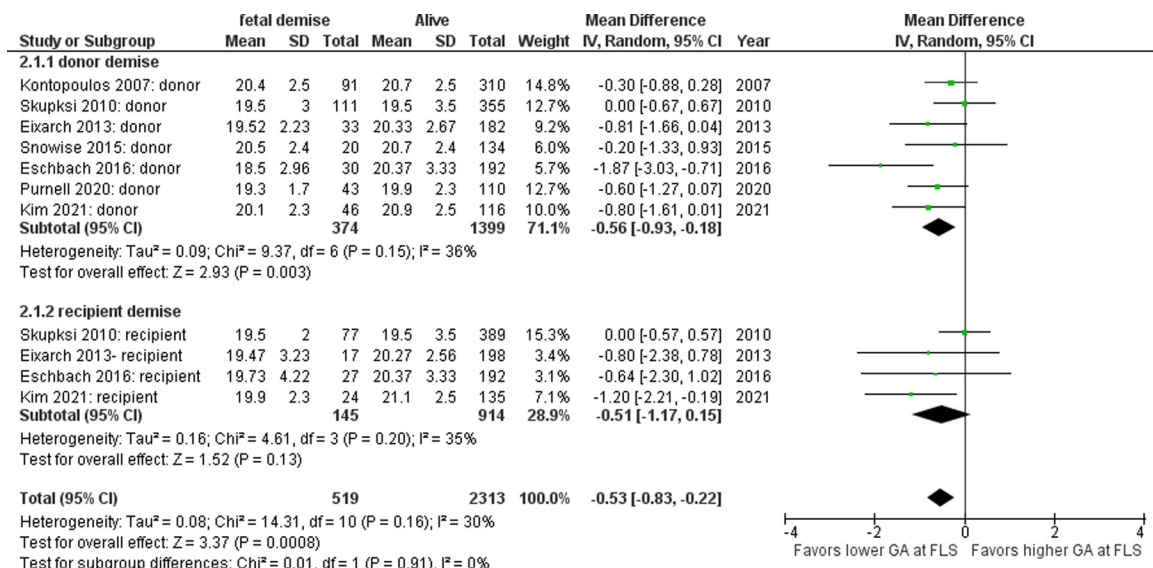 fetal demise Alive Mean Difference Mean Difference
Study or Subgroup Mean SD Total Mean SD Total Weight IV, Random, 95% CI Year IV, Random, 95% CI
2.1.1 donor demise
Kontopoulos 2007: donor 20.4 2.5 91 20.7 2.5 310 14.8% -0.30 [-0.88, 0.28] 2007
Skupksi 2010: donor 19.5 3 111 19.5 3.5 355 12.7% 0.00 [-0.67, 0.67] 2010
Eixarch 2013: donor 19.52 2.23 33 20.33 2.67 182 9.2% -0.81 [-1.66, 0.04] 2013
Snowise 2015: donor 20.5 2.4 20 20.7 2.4 134 6.0% -0.20 [-1.33, 0.93] 2015
Eschbach 2016: donor 18.5 2.96 30 20.37 3.33 192 5.7% -1.87 [-3.03, -0.71] 2016
Purnell 2020: donor 19.3 1.7 43 19.9 2.3 110 12.7% -0.60 [-1.27, 0.07] 2020
Kim 2021: donor 20.1 2.3 46 20.9 2.5 116 10.0% -0.80 [-1.61, 0.01] 2021
Subtotal (95% CI) 374 1399 71.1% -0.56 [-0.93, -0.18]
Heterogeneity: Tau² = 0.09; Chi² = 9.37, df = 6 (P = 0.15); I² = 36%
Test for overall effect: Z = 2.93 (P = 0.003)
2.1.2 recipient demise
Skupksi 2010: recipient 19.5 2 77 19.5 3.5 389 15.3% 0.00 [-0.57, 0.57] 2010
Eixarch 2013- recipient 19.47 3.23 17 20.27 2.56 198 3.4% -0.80 [-2.38, 0.78] 2013
Eschbach 2016: recipient 19.73 4.22 27 20.37 3.33 192 3.1% -0.64 [-2.30, 1.02] 2016
Kim 2021: recipient 19.9 2.3 24 21.1 2.5 135 7.1% -1.20 [-2.21, -0.19] 2021
Subtotal (95% CI) 145 914 28.9% -0.51 [-1.17, 0.15]
Heterogeneity: Tau² = 0.16; Chi² = 4.61, df = 3 (P = 0.20); I² = 35%
Test for overall effect: Z = 1.52 (P = 0.13)
Total (95% CI) 519 2313 100.0% -0.53 [-0.83, -0.22]
Heterogeneity: Tau² = 0.08; Chi² = 14.31, df = 10 (P = 0.16); I² = 30%
Test for overall effect: Z = 3.37 (P = 0.0008)
Test for subgroup differences: Chi² = 0.01, df = 1 (P = 0.91), I² = 0%
-4 -2 0 2 4
Favors lower GA at FLS Favors higher GA at FLS